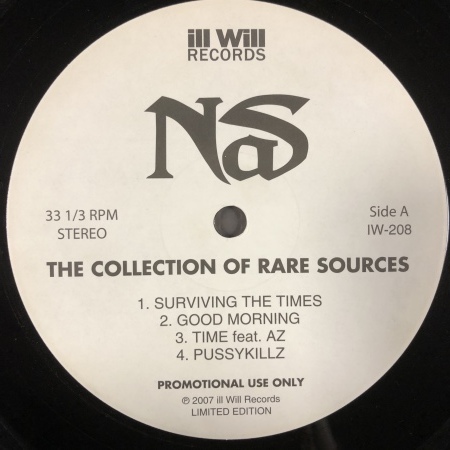 ill Will
RECORDS
NaS
33 1/3 RPM
STEREO
Side A
IW-208
THE COLLECTION OF RARE SOURCES
1. SURVIVING THE TIMES
2. GOOD MORNING
3. TIME feat. AZ
4. PUSSYKILLZ
PROMOTIONAL USE ONLY
℗ 2007 ill Will Records
LIMITED EDITION